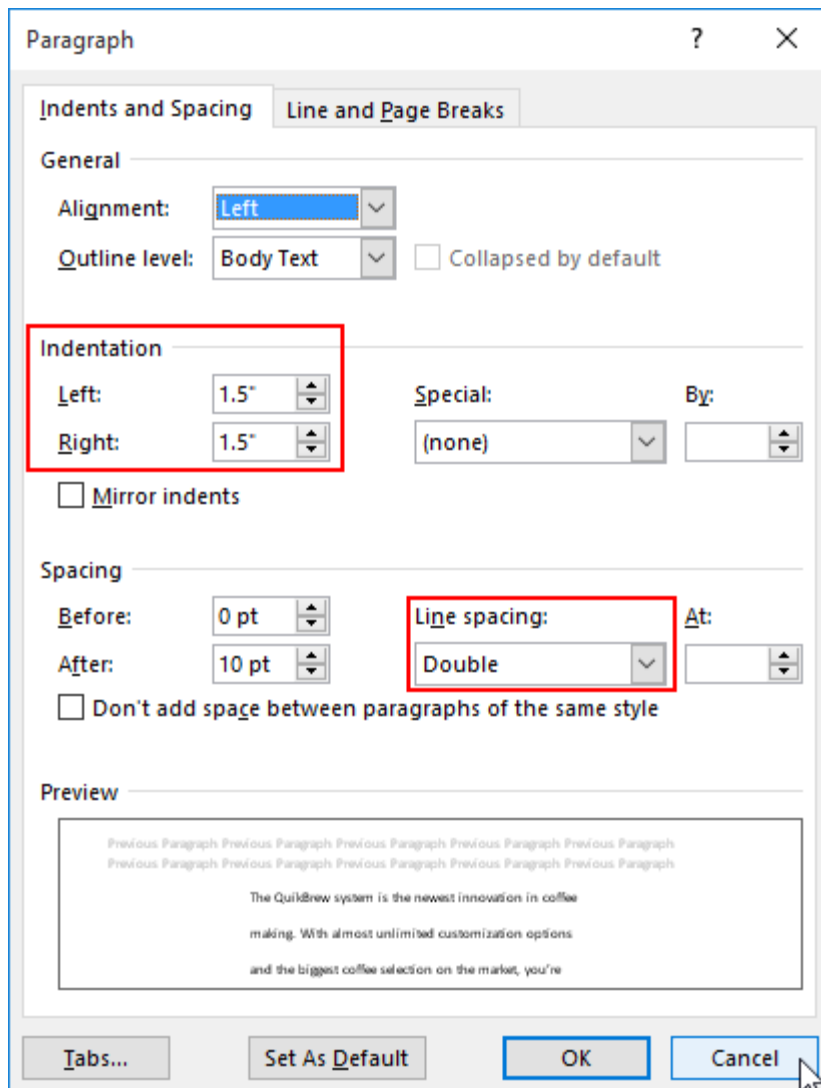 Paragraph ?
Indents and Spacing Line and Page Breaks
General
Alignment: Left
Outline level: Body Text Collapsed by default
Indentation
Left: 1.5" Special: By:
Right: 1.5" (none)
Mirror indents
Spacing
Before: 0 pt Line spacing: At:
After: 10 pt Double
Don't add space between paragraphs of the same style
Preview
Previous Paragraph Previous Paragraph Previous Paragraph Previous Paragraph Previous Paragraph
Previous Paragraph Previous Paragraph Previous Paragraph Previous Paragraph Previous Paragraph
The QuikBrew system is the newest innovation in coffee
making. With almost unlimited customization options
and the biggest coffee selection on the market, you're
Tabs... Set As Default OK Cancel